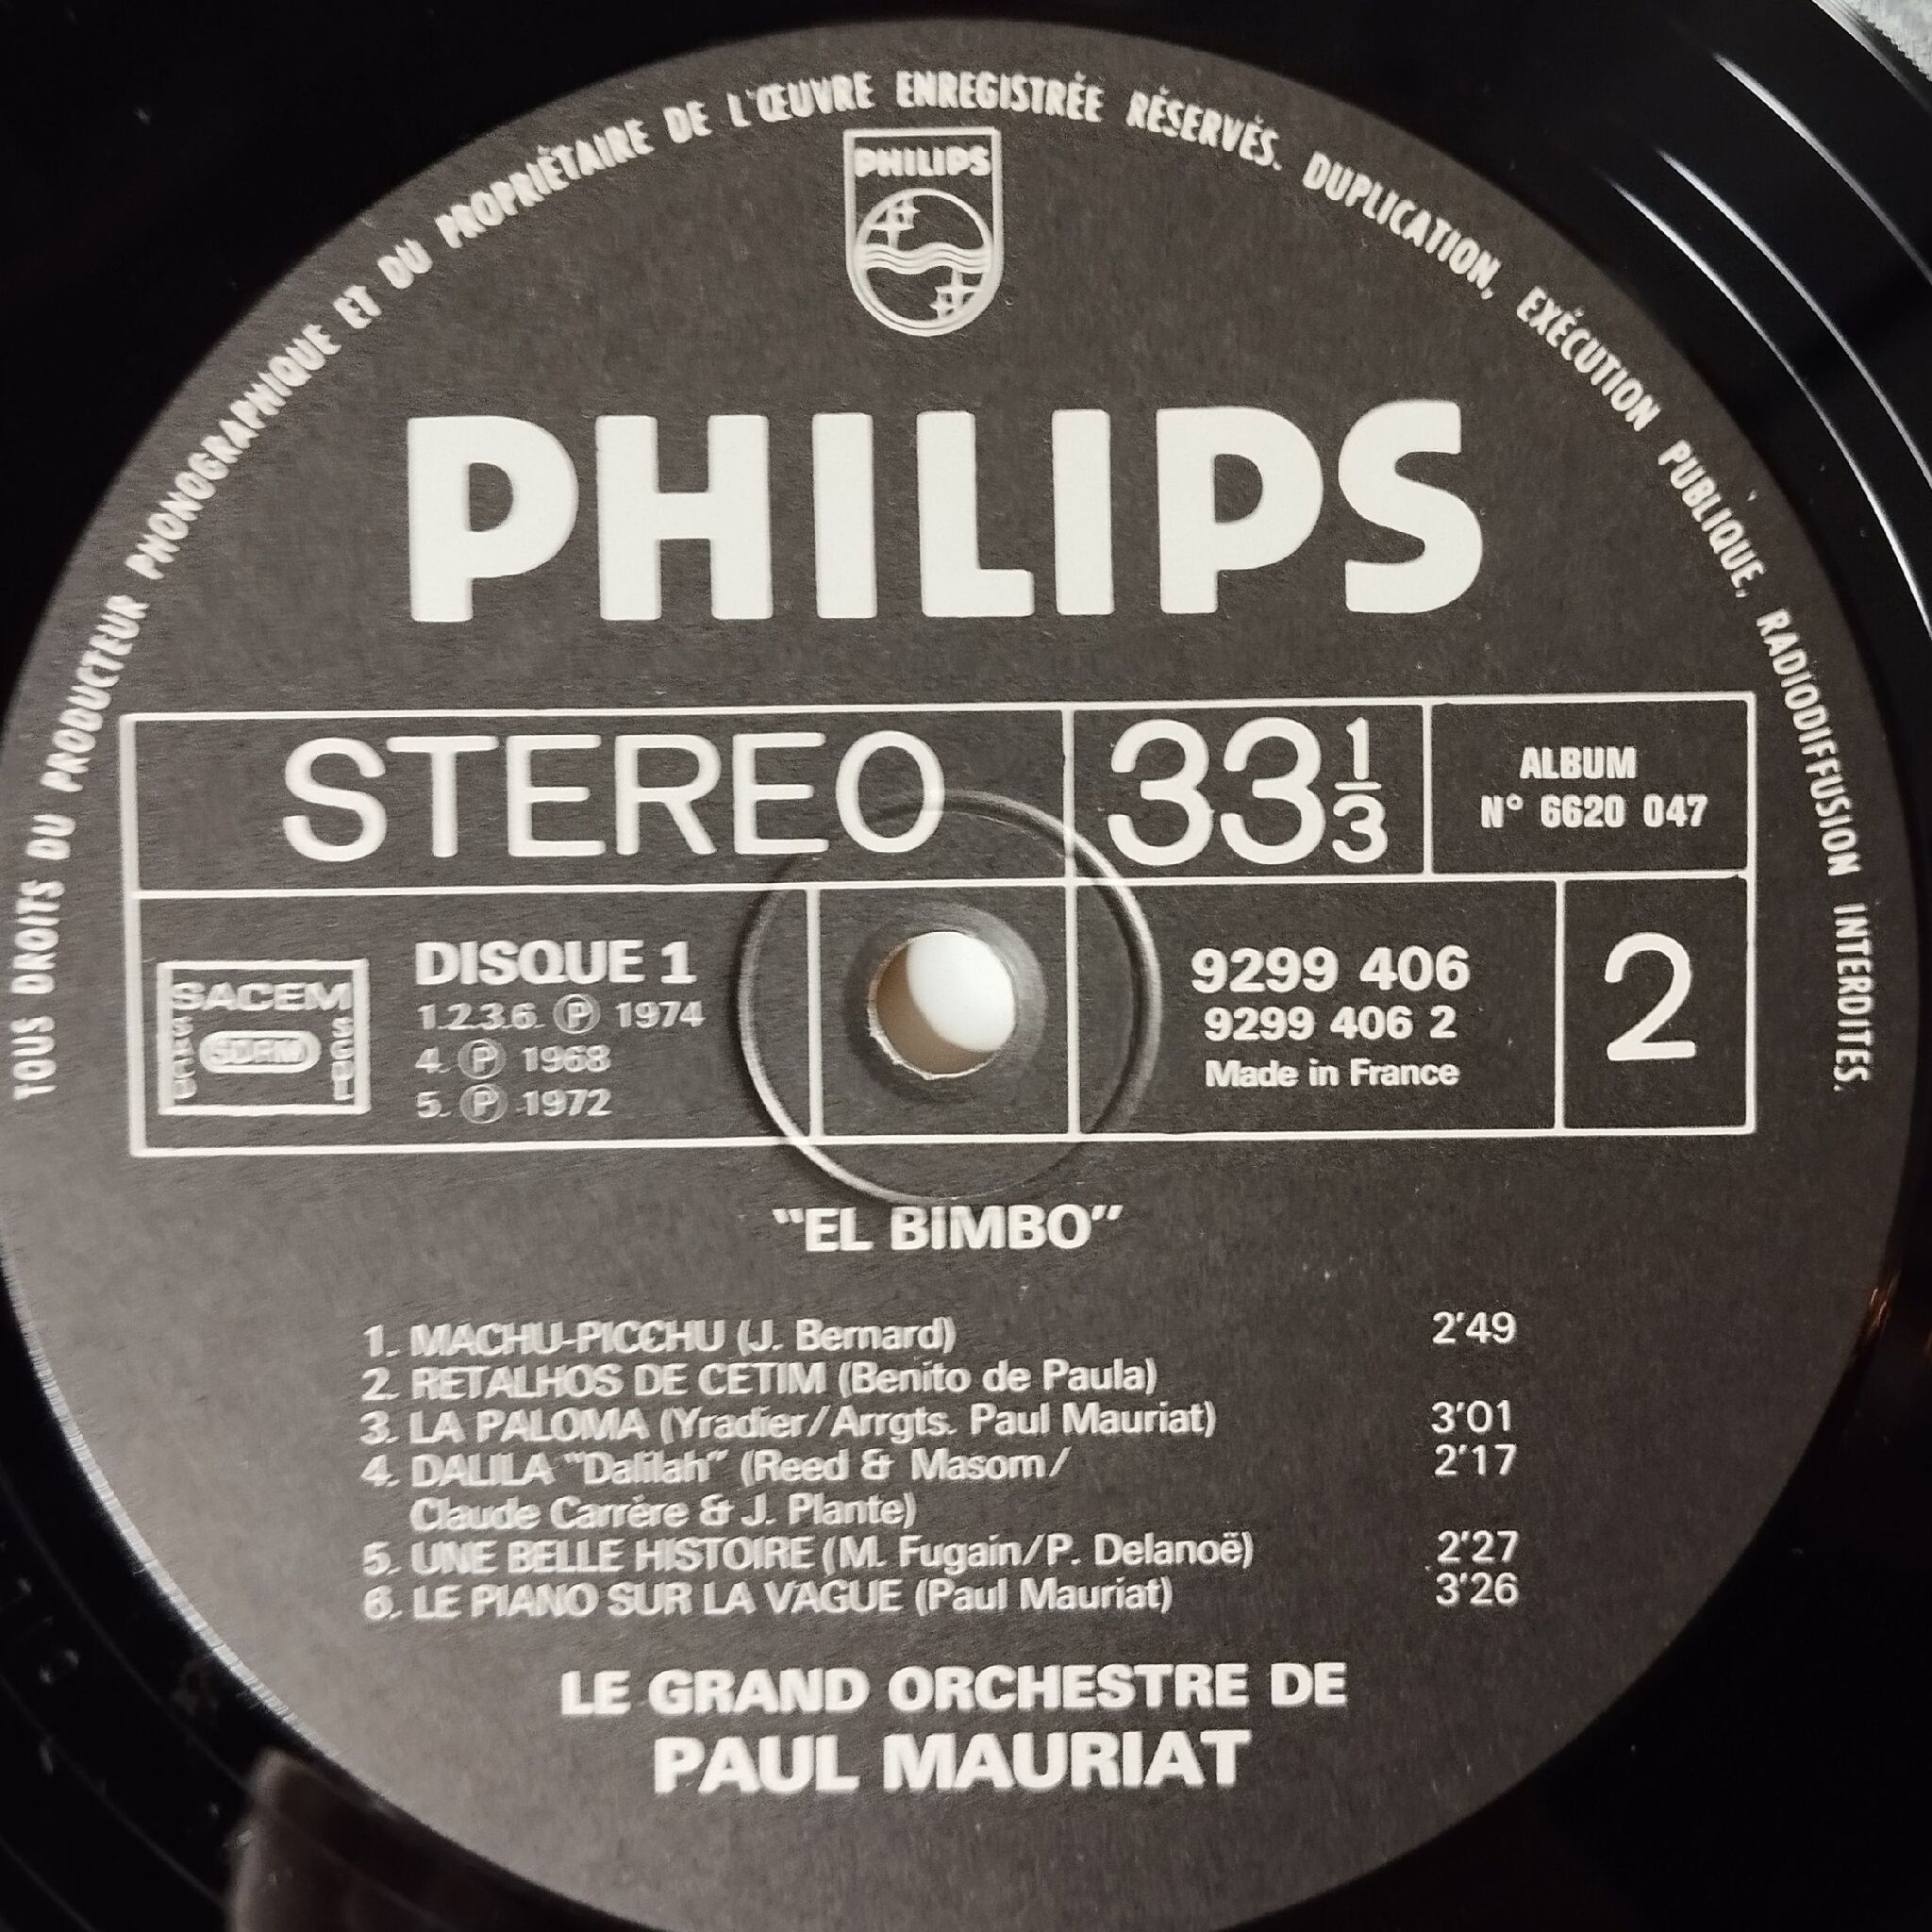 TOUS DROITS DU PRODUCTEUR PHONOGRAPHIQUE ET DU PROPRIÉTAIRE DE L'ŒUVRE ENREGISTRÉE RÉSERVÉS. DUPLICATION, EXÉCUTION PUBLIQUE, RADIODIFFUSION INTERDITES.
PHILIPS
PHILIPS
STEREO
33 1/3
ALBUM
N° 6620 047
SACEM
SACD
SDRM
SGDL
DISQUE 1
1.2.3.6. Ⓟ 1974
4. Ⓟ 1968
5. Ⓟ 1972
9299 406
9299 406 2
Made in France
2
"EL BIMBO"
1. MACHU-PICCHU (J. Bernard) 2'49
2. RETALHOS DE CETIM (Benito de Paula)
3. LA PALOMA (Yradier/Arrgts. Paul Mauriat) 3'01
4. DALILA "Dalilah" (Reed & Masom/ 2'17
Claude Carrère & J. Plante)
5. UNE BELLE HISTOIRE (M. Fugain/P. Delanoë) 2'27
6. LE PIANO SUR LA VAGUE (Paul Mauriat) 3'26
LE GRAND ORCHESTRE DE
PAUL MAURIAT